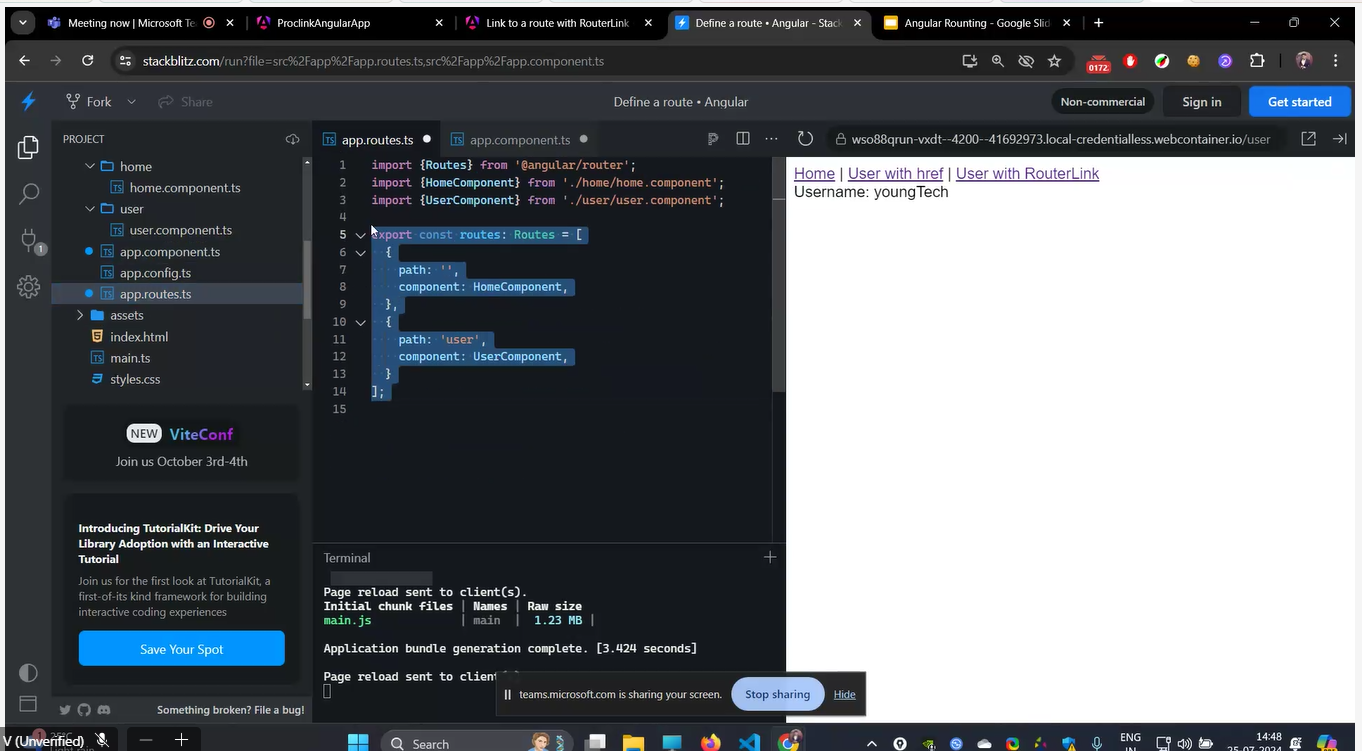 Meeting now | Microsoft Te
ProclinkAngularApp
Link to a route with RouterLink
Define a route • Angular - Stack
Angular Rounting - Google Slid
stackblitz.com/run?file=src%2Fapp%2Fapp.routes.ts,src%2Fapp%2Fapp.component.ts
0172
Fork
Share
Define a route • Angular
Non-commercial
Sign in
Get started
PROJECT
home
TS home.component.ts
user
TS user.component.ts
TS app.component.ts
TS app.config.ts
TS app.routes.ts
assets
index.html
TS main.ts
styles.css
1
NEW ViteConf
Join us October 3rd-4th
Introducing TutorialKit: Drive Your
Library Adoption with an Interactive
Tutorial
Join us for the first look at TutorialKit, a
first-of-its kind framework for building
interactive coding experiences
Save Your Spot
Something broken? File a bug!
TS app.routes.ts
TS app.component.ts
1 import {Routes} from '@angular/router';
2 import {HomeComponent} from './home/home.component';
3 import {UserComponent} from './user/user.component';
4
5 export const routes: Routes = [
6 {
7 path: '',
8 component: HomeComponent,
9 },
10 {
11 path: 'user',
12 component: UserComponent,
13 }
14 ];
15
Terminal
Page reload sent to client(s).
Initial chunk files | Names | Raw size
main.js | main | 1.23 MB |
Application bundle generation complete. [3.424 seconds]
Page reload sent to client
wso88qrun-vxdt--4200--41692973.local-credentialless.webcontainer.io/user
Home | User with href | User with RouterLink
Username: youngTech
teams.microsoft.com is sharing your screen.
Stop sharing
Hide
V (Unverified)
Search
ENG
IN
14:48
25-07-2024